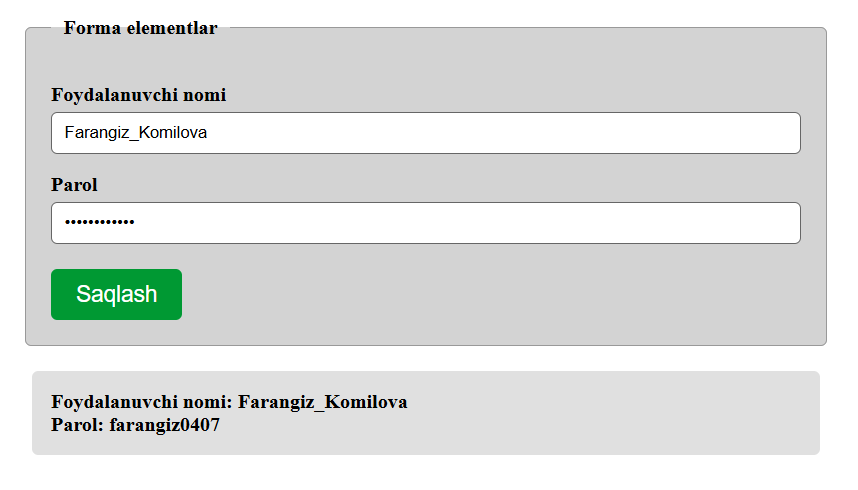 Forma elementlar
Foydalanuvchi nomi
Farangiz_Komilova
Parol
••••••••••••
Saqlash
Foydalanuvchi nomi: Farangiz_Komilova
Parol: farangiz0407